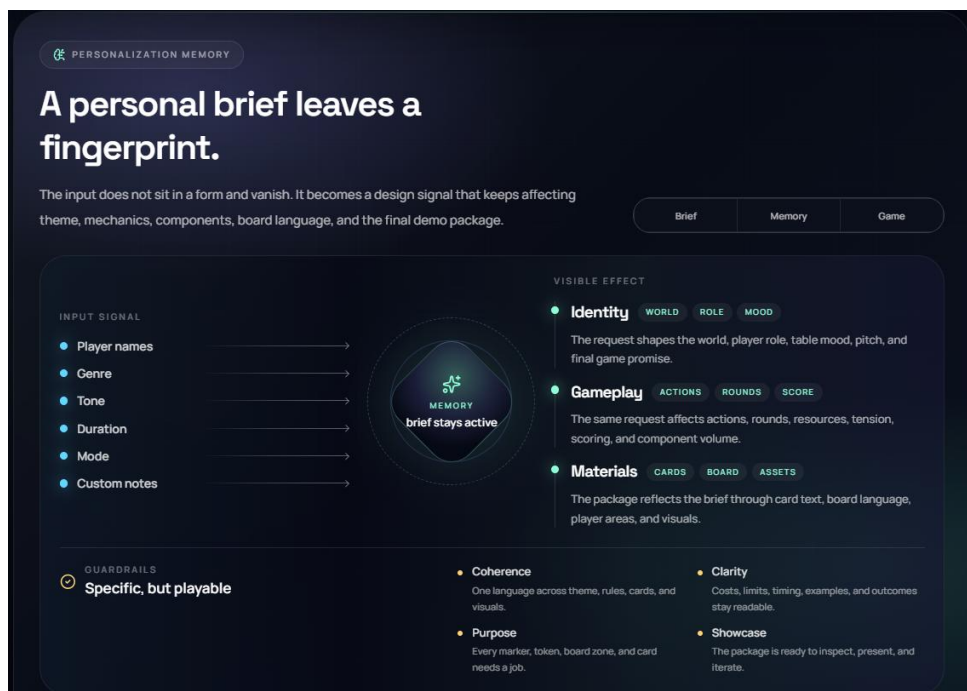 PERSONALIZATION MEMORY
A personal brief leaves a
fingerprint.
The input does not sit in a form and vanish. It becomes a design signal that keeps affecting
theme, mechanics, components, board language, and the final demo package.
Brief
Memory
Game
INPUT SIGNAL
Player names
Genre
Tone
Duration
Mode
Custom notes
MEMORY
brief stays active
VISIBLE EFFECT
Identity WORLD ROLE MOOD
The request shapes the world, player role, table mood, pitch, and
final game promise.
Gameplay ACTIONS ROUNDS SCORE
The same request affects actions, rounds, resources, tension,
scoring, and component volume.
Materials CARDS BOARD ASSETS
The package reflects the brief through card text, board language,
player areas, and visuals.
GUARDRAILS
Specific, but playable
Coherence
One language across theme, rules, cards, and
visuals.
Clarity
Costs, limits, timing, examples, and outcomes
stay readable.
Purpose
Every marker, token, board zone, and card
needs a job.
Showcase
The package is ready to inspect, present, and
iterate.